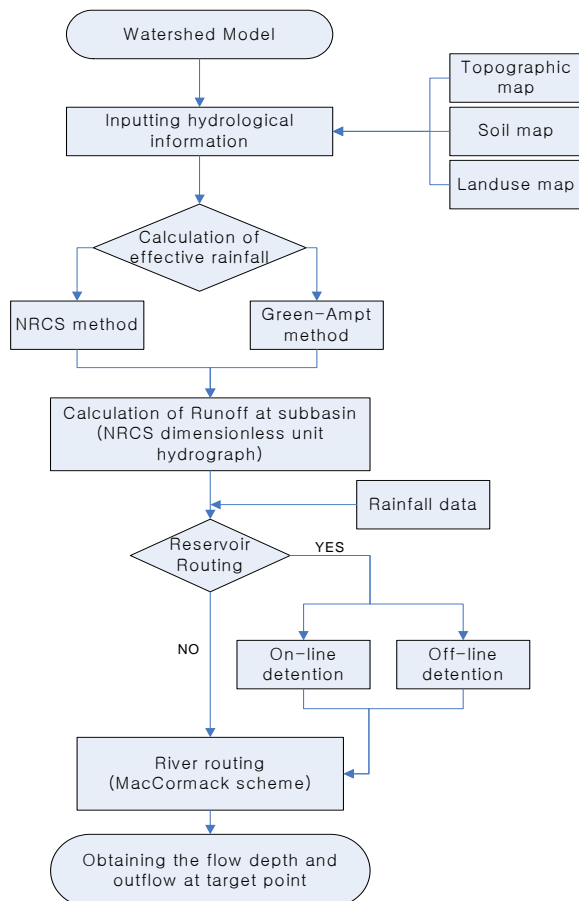 Watershed Model
Topographic
map
Inputting hydrological
information
Soil map
Landuse map
Calculation of
effective rainfall
NRCS method
Green-Ampt
method
Calculation of Runoff at subbasin
(NRCS dimensionless unit
hydrograph)
Rainfall data
Reservoir
Routing
YES
NO
On-line
detention
Off-line
detention
River routing
(MacCormack scheme)
Obtaining the flow depth and
outflow at target point